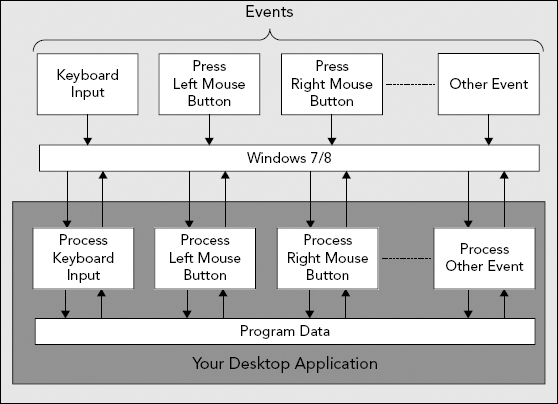 Events
Keyboard
Input
Press
Left Mouse
Button
Press
Right Mouse
Button
Other Event
Windows 7/8
Process
Keyboard
Input
Process
Left Mouse
Button
Process
Right Mouse
Button
Process
Other Event
Program Data
Your Desktop Application